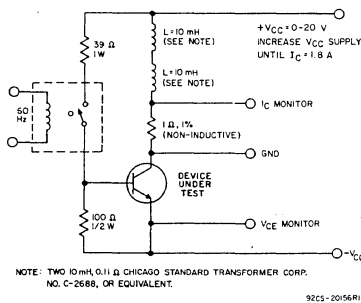 39 Ω
1W
L=10 mH
(SEE NOTE)
L=10 mH
(SEE NOTE)
+VCC=0-20 V
INCREASE VCC SUPPLY
UNTIL IC=1.8 A
60
Hz
IC MONITOR
1 Ω, 1%
(NON-INDUCTIVE)
GND
DEVICE
UNDER
TEST
100 Ω
1/2 W
VCE MONITOR
-VCC
NOTE: TWO 10 mH, 0.11 Ω CHICAGO STANDARD TRANSFORMER CORP.
NO. C-2688, OR EQUIVALENT.
92CS-20156R1